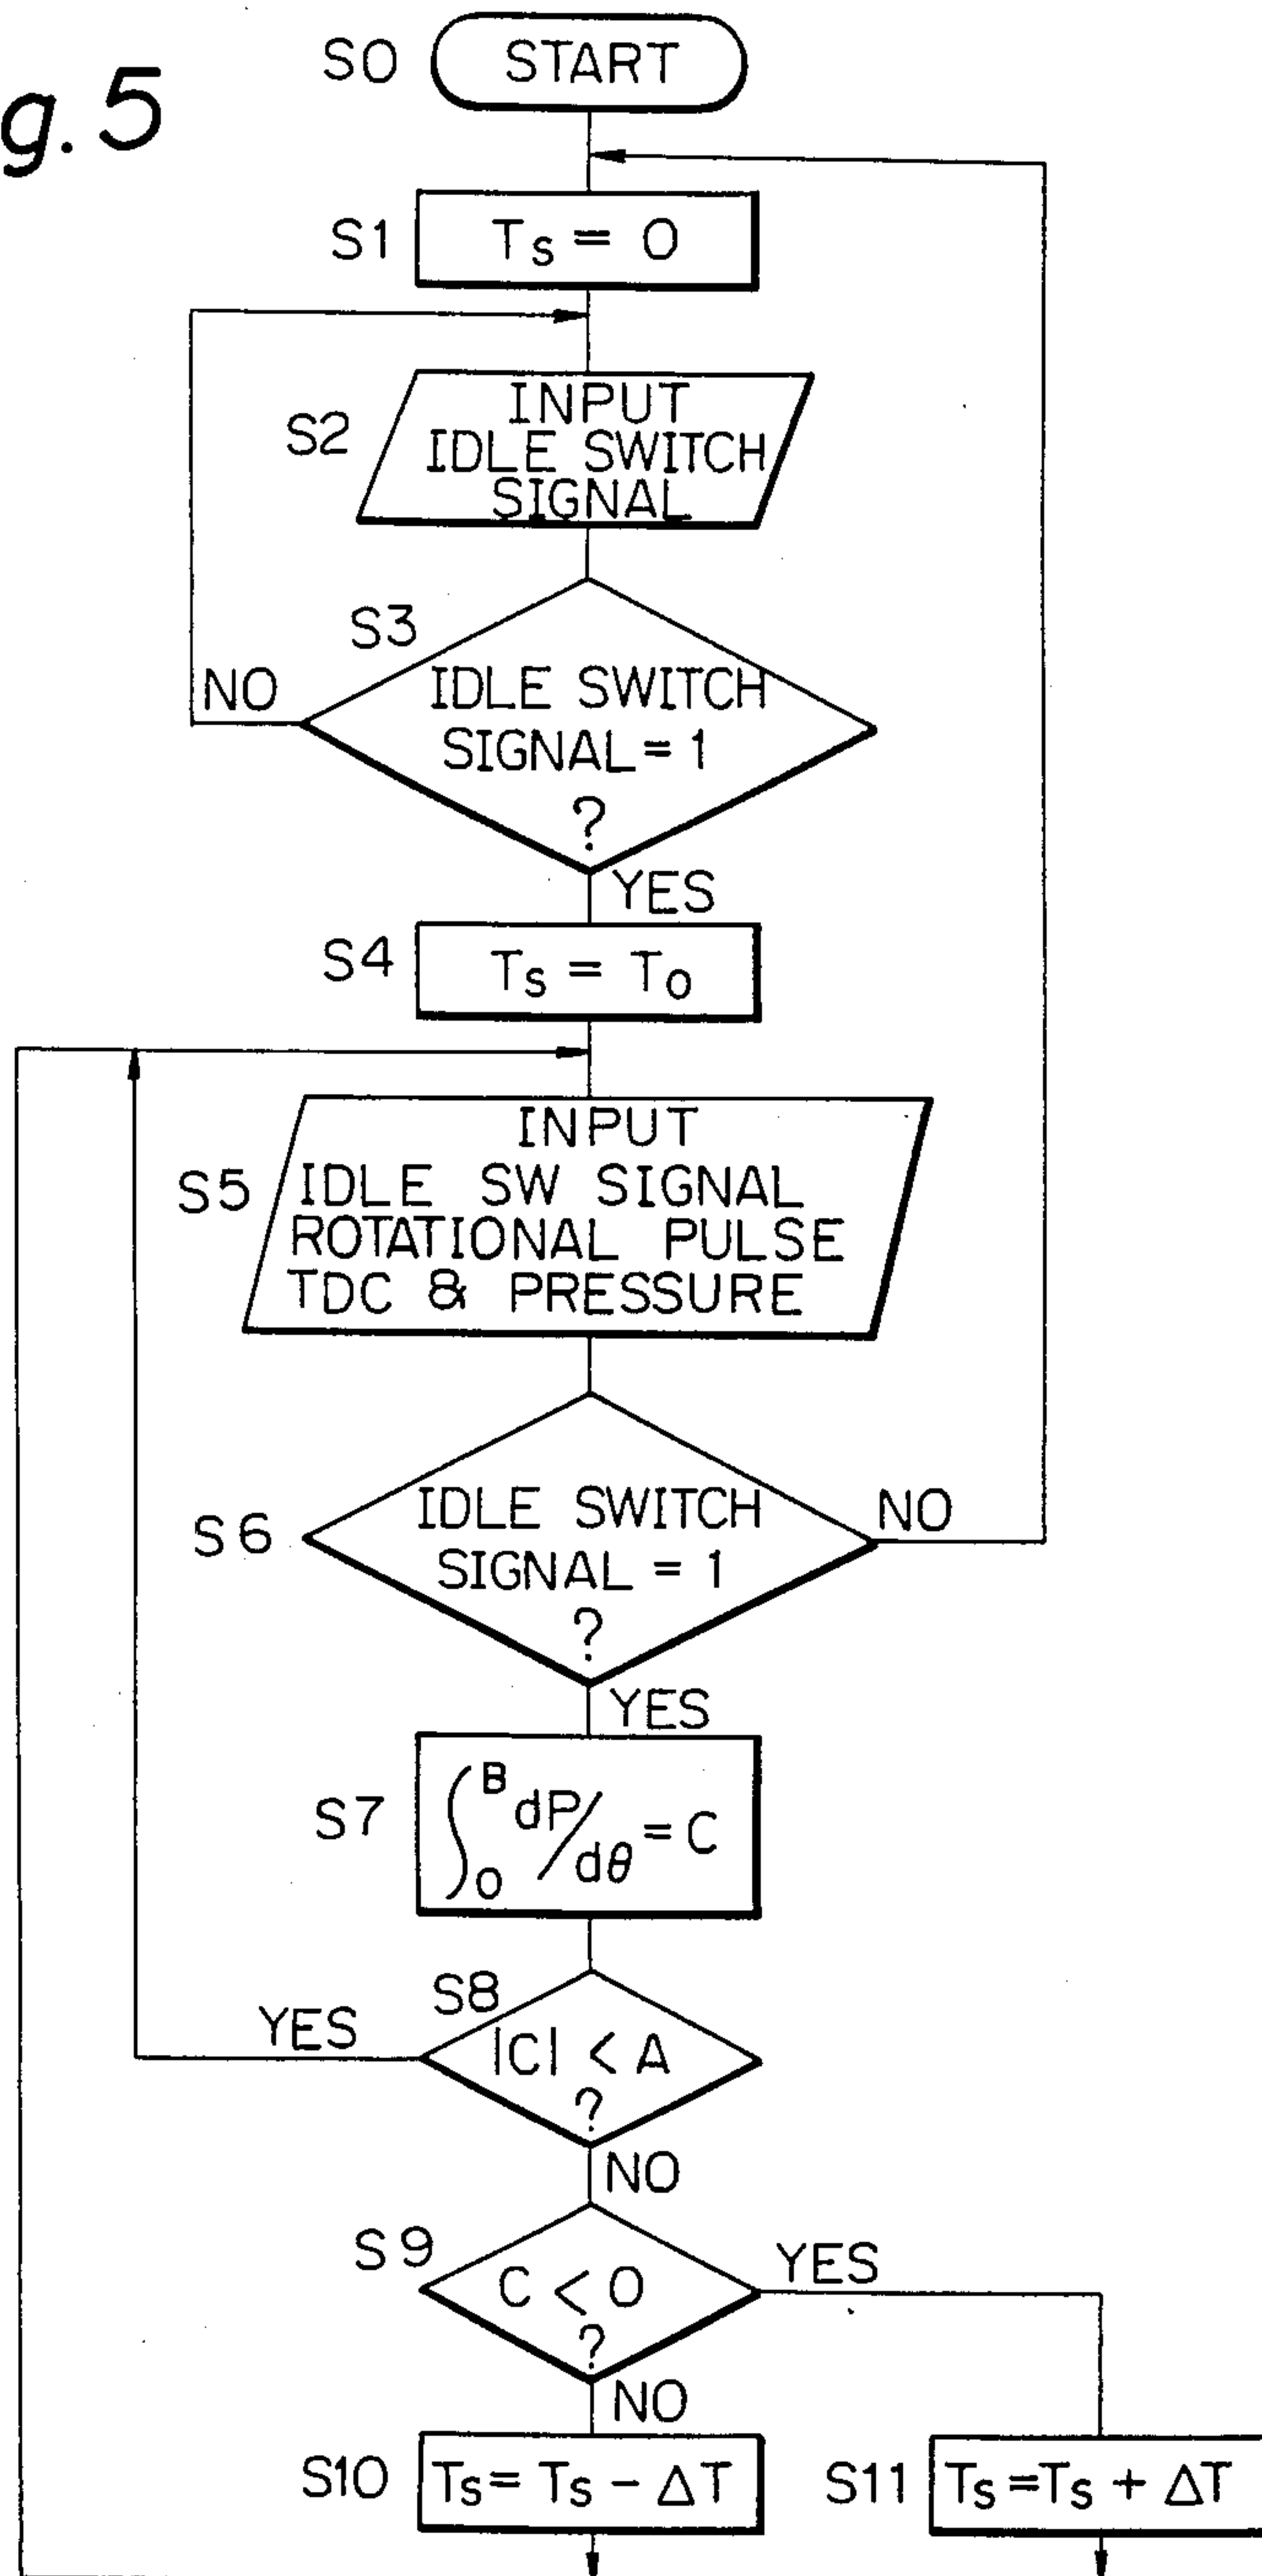 g. 5
S0 START
S1 Ts = 0
S2 INPUT
IDLE SWITCH
SIGNAL
S3
NO IDLE SWITCH
SIGNAL = 1
?
YES
S4 Ts = To
INPUT
S5 IDLE SW SIGNAL
ROTATIONAL PULSE
TDC & PRESSURE
S6 IDLE SWITCH NO
SIGNAL = 1
?
YES
S7 ∫₀ᴮ dP/dθ = C
S8
YES |C| < A
?
NO
S9 C < 0 YES
?
NO
S10 Ts = Ts - ΔT S11 Ts = Ts + ΔT